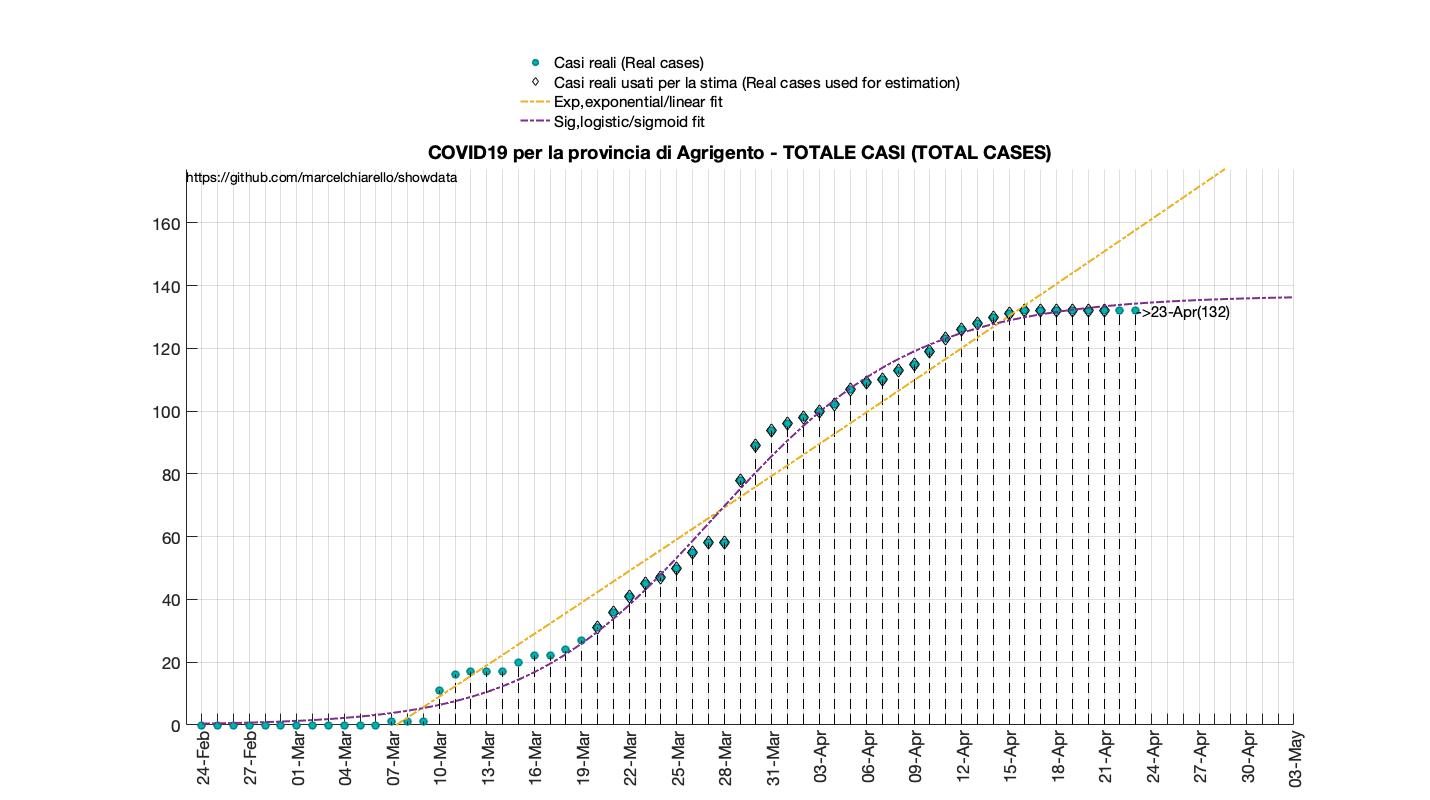 Casi reali (Real cases)
Casi reali usati per la stima (Real cases used for estimation)
Exp,exponential/linear fit
Sig,logistic/sigmoid fit
COVID19 per la provincia di Agrigento - TOTALE CASI (TOTAL CASES)
https://github.com/marcelchiarello/showdata
160
140
120
100
80
60
40
20
0
->23-Apr(132)
24-Feb
27-Feb
01-Mar
04-Mar
07-Mar
10-Mar
13-Mar
16-Mar
19-Mar
22-Mar
25-Mar
28-Mar
31-Mar
03-Apr
06-Apr
09-Apr
12-Apr
15-Apr
18-Apr
21-Apr
24-Apr
27-Apr
30-Apr
03-May